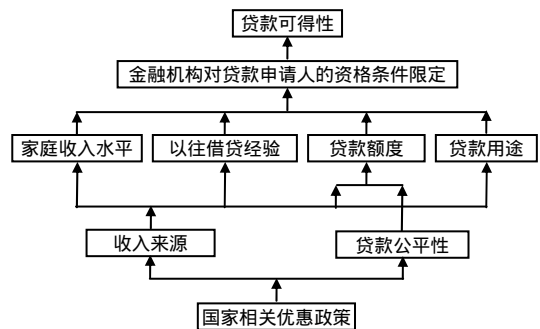 贷款可得性
金融机构对贷款申请人的资格条件限定
家庭收入水平
以往借贷经验
贷款额度
贷款用途
收入来源
贷款公平性
国家相关优惠政策